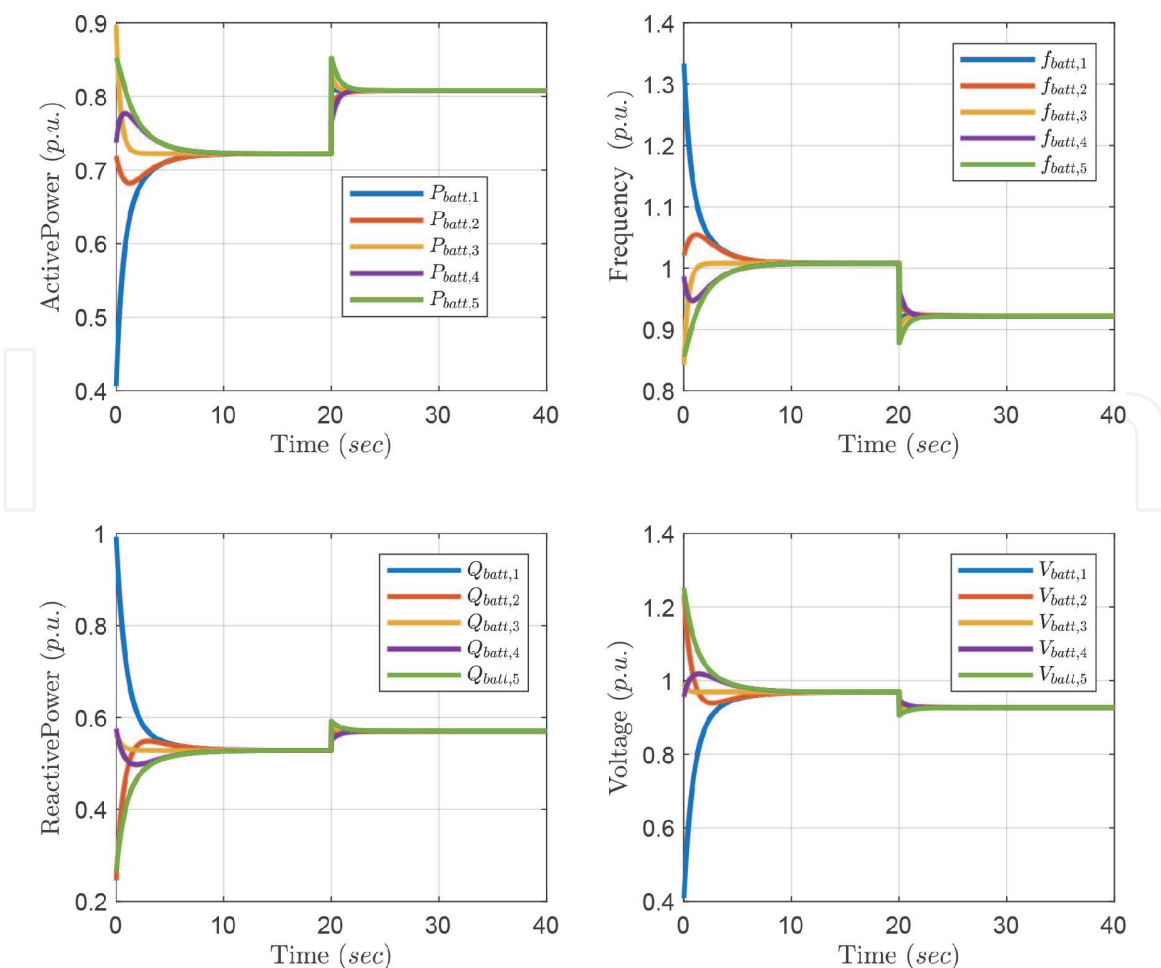 0.9
0.8
0.7
0.6
0.5
0.4
ActivePower (p.u.)
P_batt,1
P_batt,2
P_batt,3
P_batt,4
P_batt,5
0 10 20 30 40
Time (sec)
1.4
1.3
1.2
1.1
1
0.9
0.8
Frequency (p.u.)
f_batt,1
f_batt,2
f_batt,3
f_batt,4
f_batt,5
0 10 20 30 40
Time (sec)
1
0.8
0.6
0.4
0.2
ReactivePower (p.u.)
Q_batt,1
Q_batt,2
Q_batt,3
Q_batt,4
Q_batt,5
0 10 20 30 40
Time (sec)
1.4
1.2
1
0.8
0.6
0.4
Voltage (p.u.)
V_batt,1
V_batt,2
V_batt,3
V_batt,4
V_batt,5
0 10 20 30 40
Time (sec)